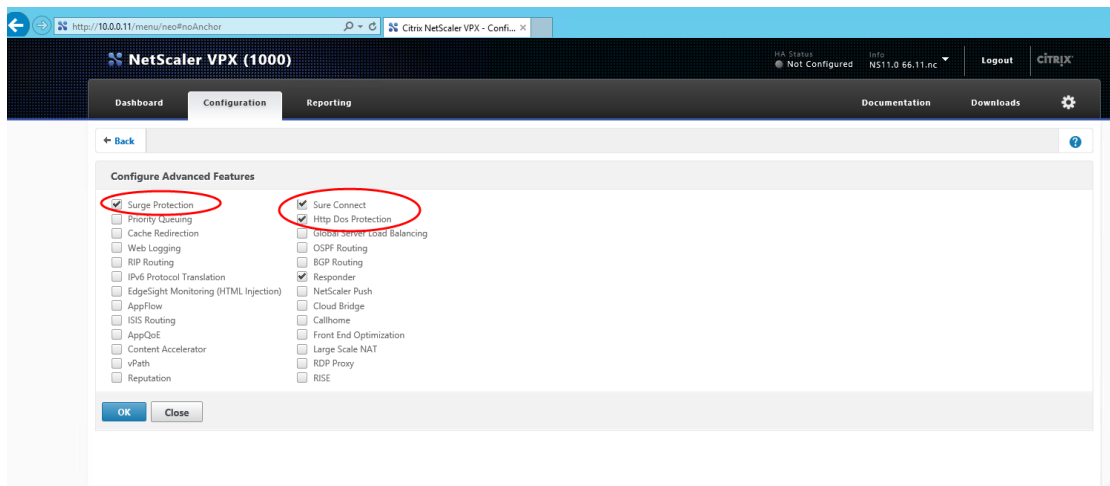 http://10.0.0.11/menu/neo#noAnchor
Citrix NetScaler VPX - Confi...
NetScaler VPX (1000)
HA Status
Not Configured
Info
NS11.0 66.11.nc
Logout
CITRIX
Dashboard
Configuration
Reporting
Documentation
Downloads
Back
?
Configure Advanced Features
Surge Protection
Priority Queuing
Cache Redirection
Web Logging
RIP Routing
IPv6 Protocol Translation
EdgeSight Monitoring (HTML Injection)
AppFlow
ISIS Routing
AppQoE
Content Accelerator
vPath
Reputation
Sure Connect
Http Dos Protection
Global Server Load Balancing
OSPF Routing
BGP Routing
Responder
NetScaler Push
Cloud Bridge
Callhome
Front End Optimization
Large Scale NAT
RDP Proxy
RISE
OK
Close